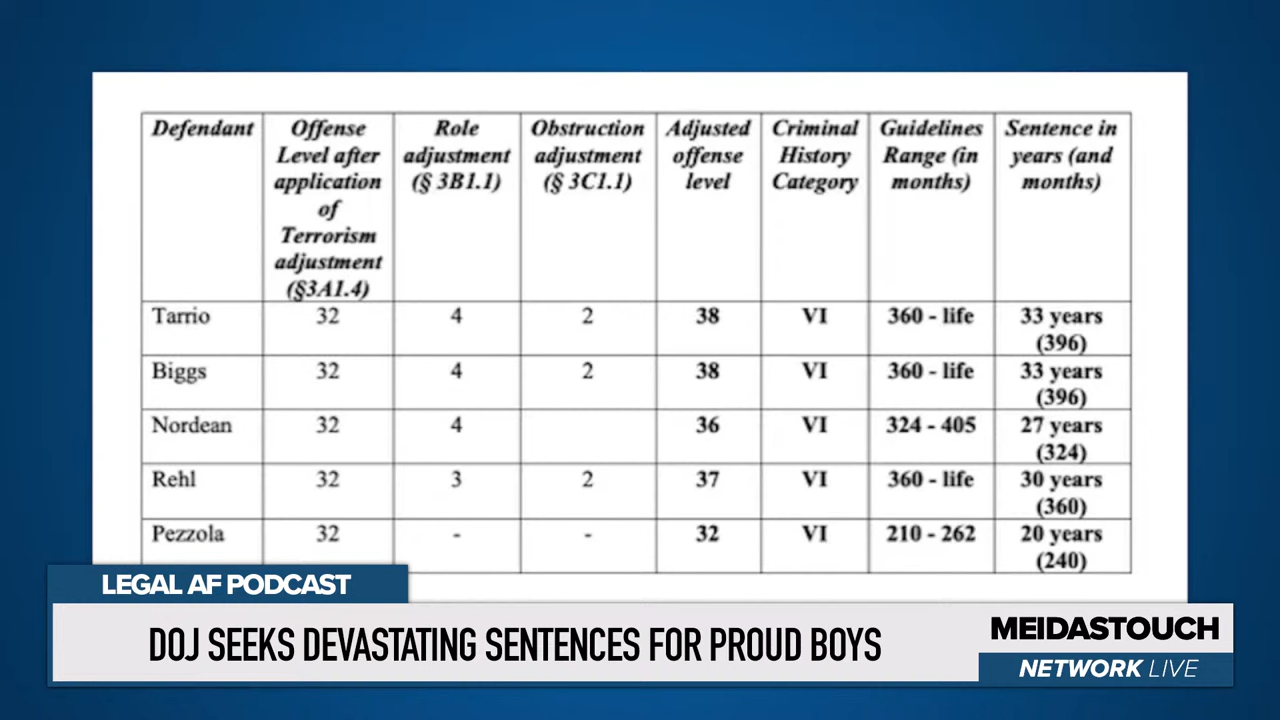 Defendant Offense Role Obstruction Adjusted Criminal Guidelines Sentence in
Level after adjustment adjustment offense History Range (in years (and
application (§ 3B1.1) (§ 3C1.1) level Category months) months)
of
Terrorism
adjustment
(§3A1.4)
Tarrio 32 4 2 38 VI 360 - life 33 years
(396)
Biggs 32 4 2 38 VI 360 - life 33 years
(396)
Nordean 32 4 36 VI 324 - 405 27 years
(324)
Rehl 32 3 2 37 VI 360 - life 30 years
(360)
Pezzola 32 - - 32 VI 210 - 262 20 years
(240)
LEGAL AF PODCAST
DOJ SEEKS DEVASTATING SENTENCES FOR PROUD BOYS
MEIDASTOUCH
NETWORK LIVE